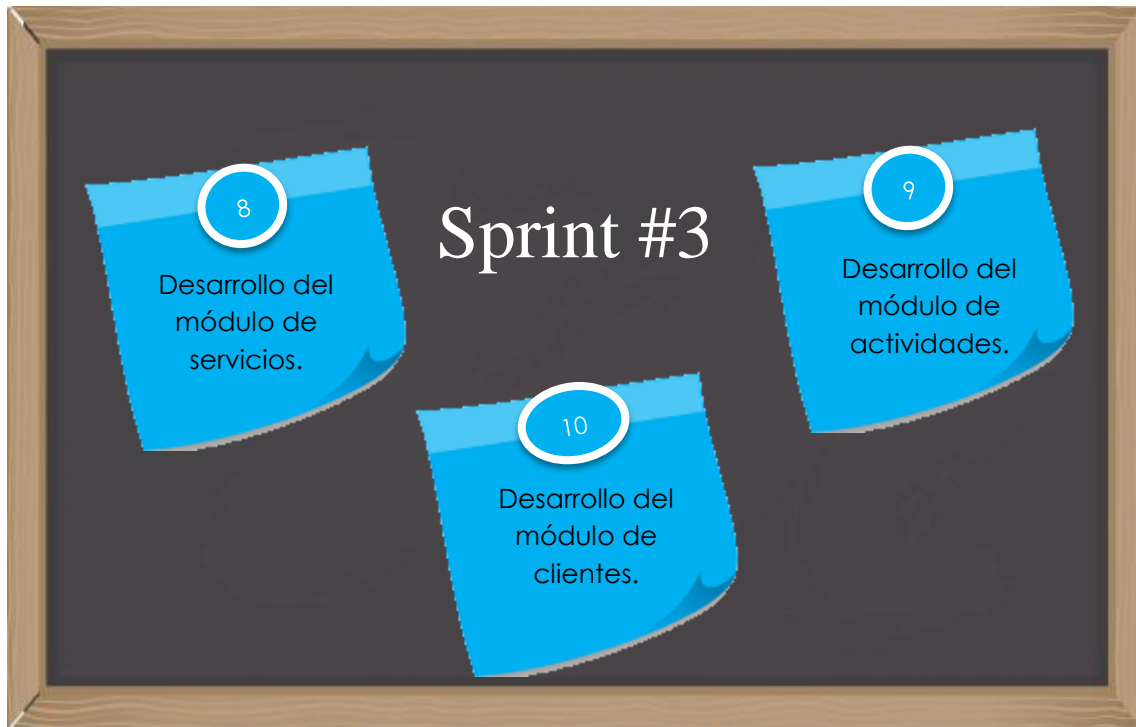 Sprint #3
8
Desarrollo del
módulo de
servicios.
9
Desarrollo del
módulo de
actividades.
10
Desarrollo del
módulo de
clientes.